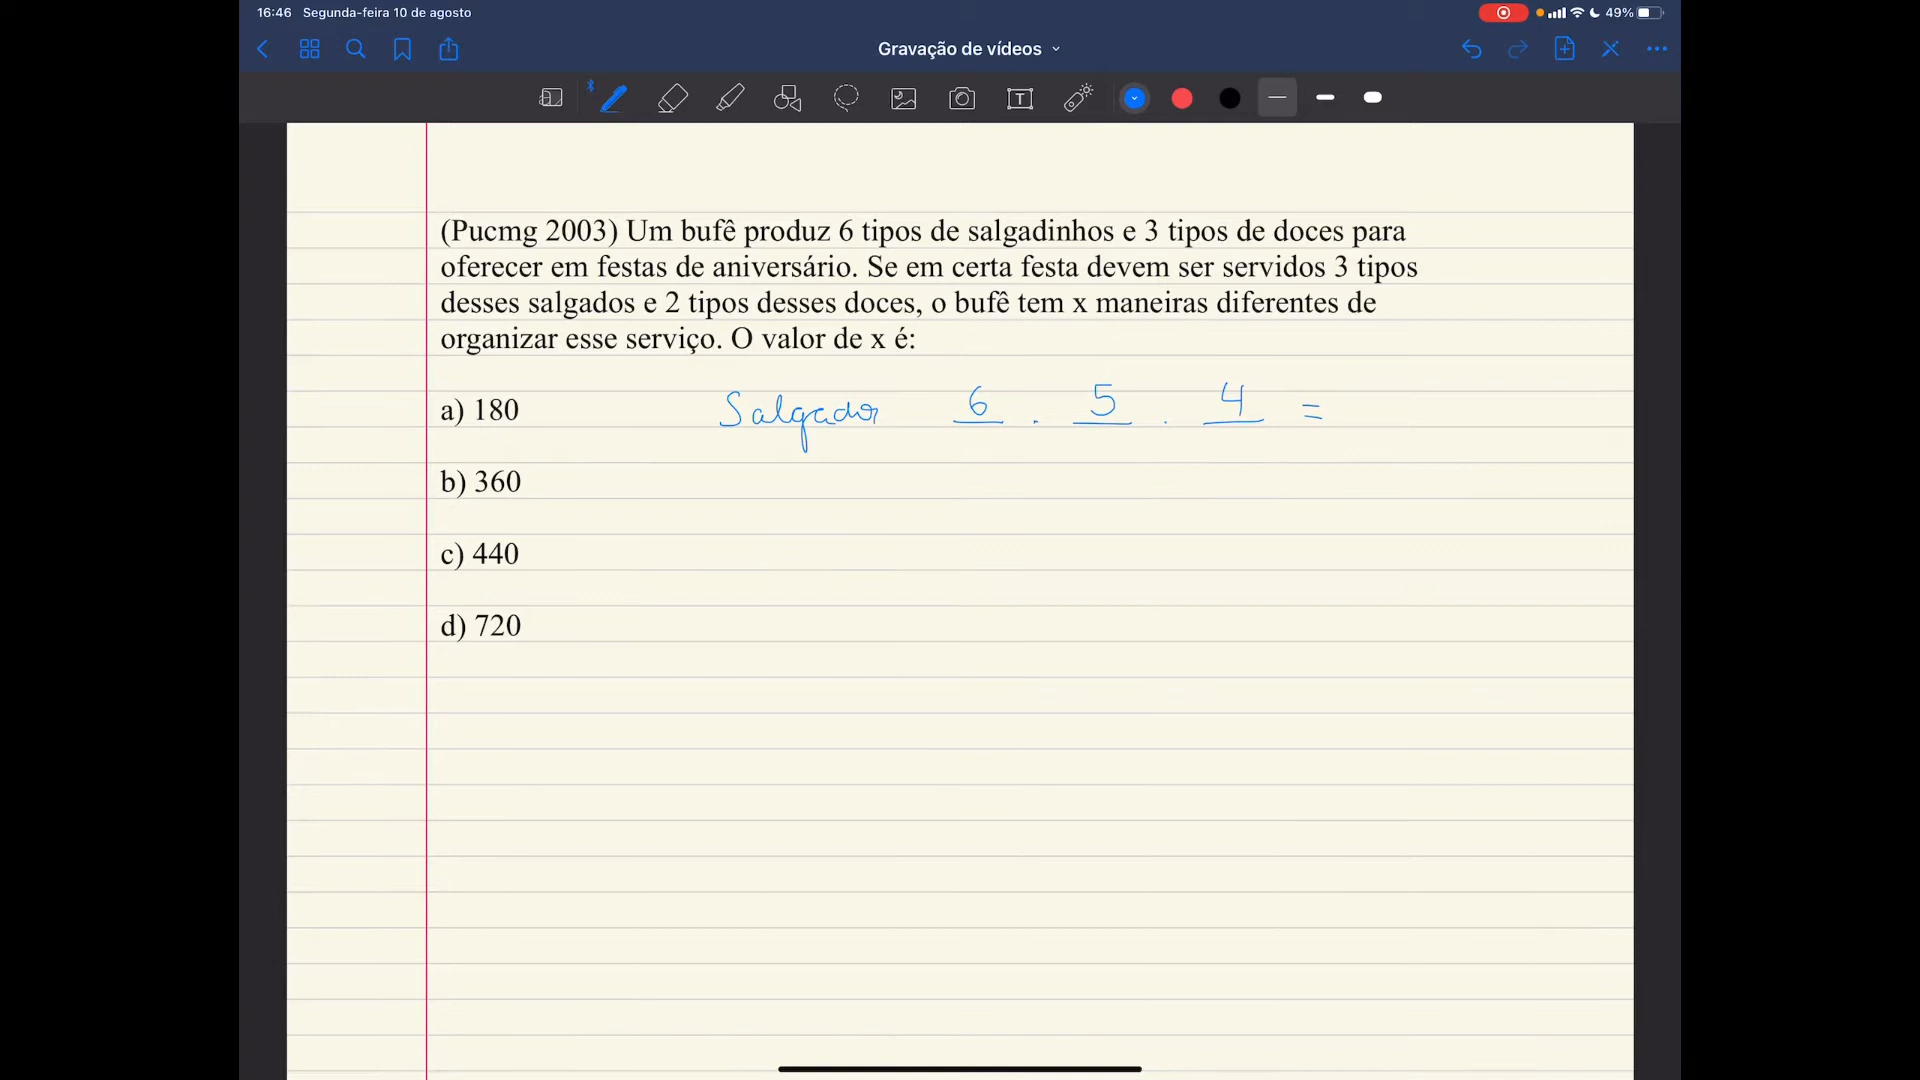 16:46 Segunda-feira 10 de agosto
49%
Gravação de vídeos
T
(Pucmg 2003) Um bufê produz 6 tipos de salgadinhos e 3 tipos de doces para
oferecer em festas de aniversário. Se em certa festa devem ser servidos 3 tipos
desses salgados e 2 tipos desses doces, o bufê tem x maneiras diferentes de
organizar esse serviço. O valor de x é:
a) 180
Salgados 6 . 5 . 4 =
b) 360
c) 440
d) 720